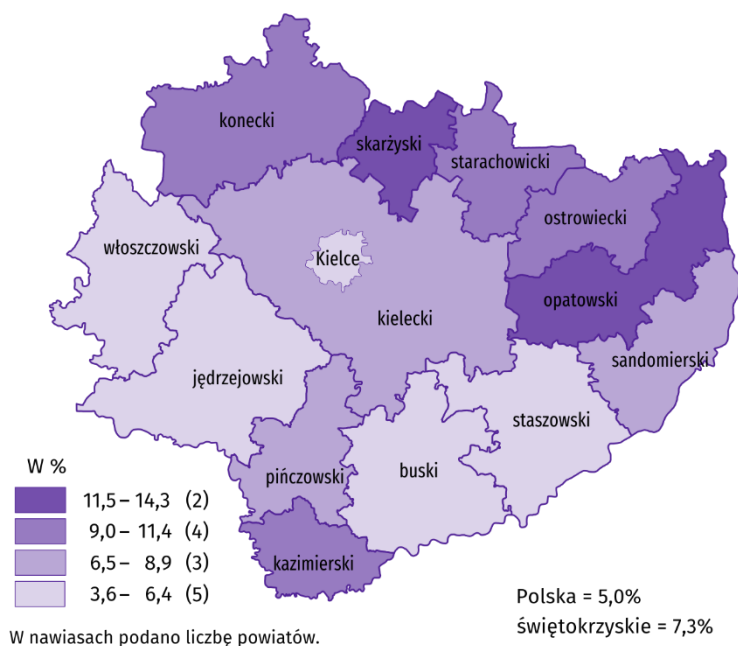 konecki
skarżyski
starachowicki
ostrowiecki
włoszczowski
Kielce
opatowski
kielecki
sandomierski
jędrzejowski
staszowski
pińczowski
buski
kazimierski
W %
11,5 – 14,3 (2)
9,0 – 11,4 (4)
6,5 – 8,9 (3)
3,6 – 6,4 (5)
Polska = 5,0%
świętokrzyskie = 7,3%
W nawiasach podano liczbę powiatów.